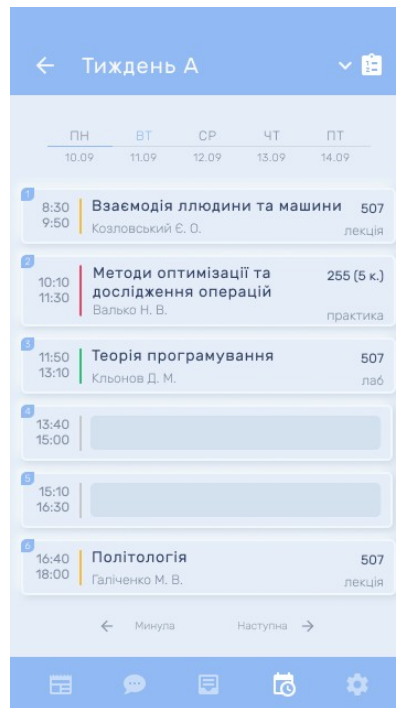 Тиждень А
ПН ВТ СР ЧТ ПТ
10.09 11.09 12.09 13.09 14.09
1
8:30 Взаємодія ллюдини та машини 507
9:50 Козловський Є. О. лекція
2
10:10 Методи оптимізації та 255 (5 к.)
11:30 дослідження операцій
Валько Н. В. практика
3
11:50 Теорія програмування 507
13:10 Кльонов Д. М. лаб
4
13:40
15:00
5
15:10
16:30
6
16:40 Політологія 507
18:00 Галіченко М. В. лекція
Минула Наступна